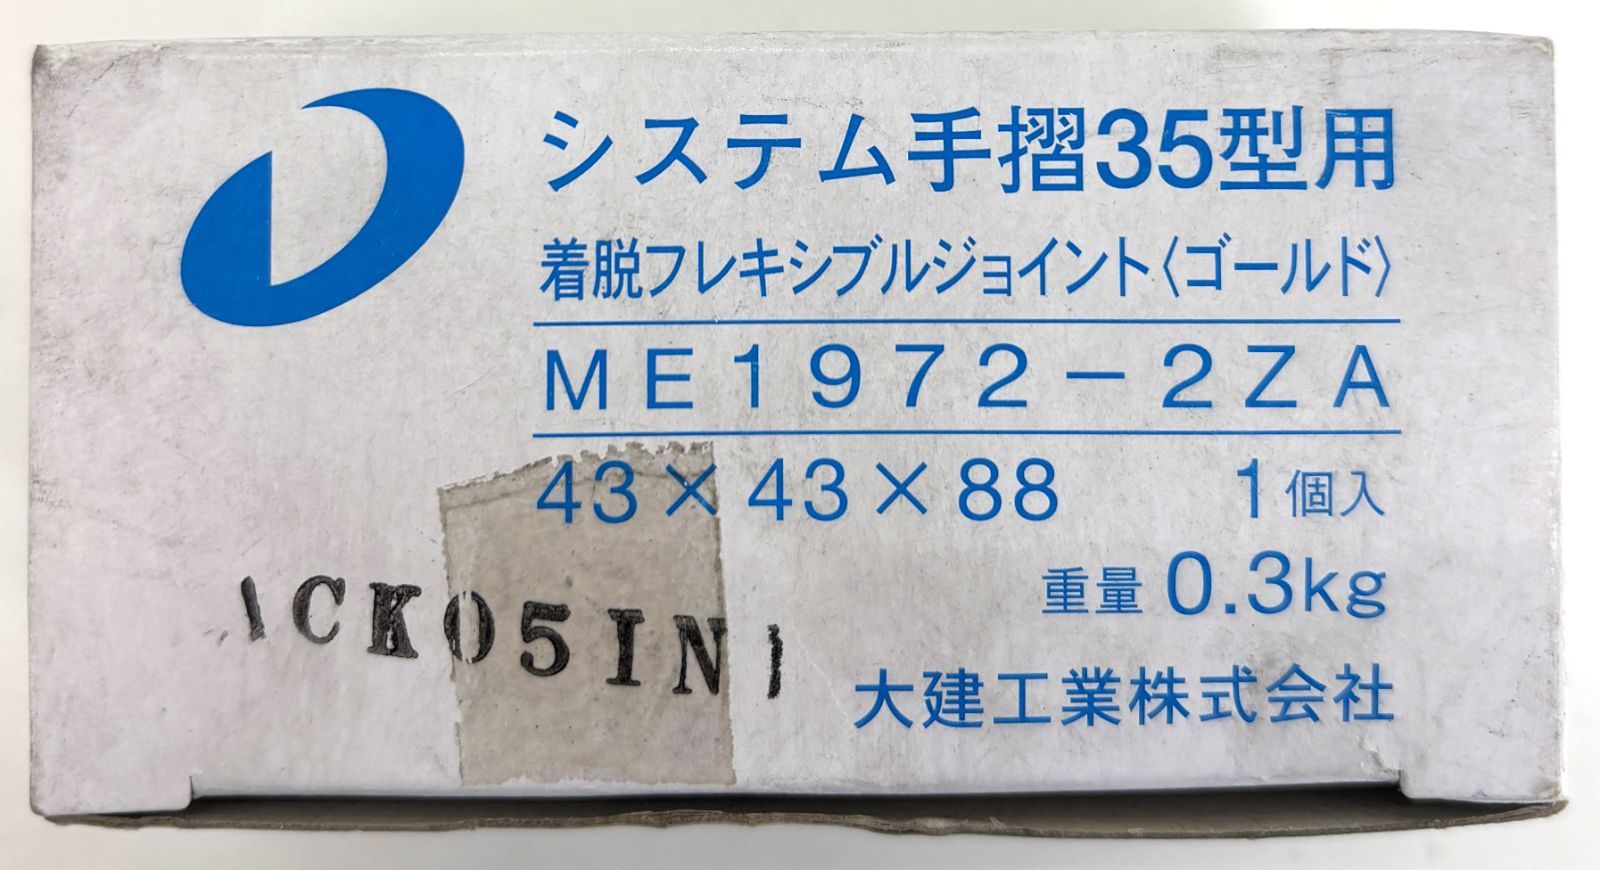 システム手摺35型用
着脱フレキシブルジョイント〈ゴールド〉
ME1972-2ZA
43×43×88 1個入
重量 0.3kg
CK05IN
大建工業株式会社